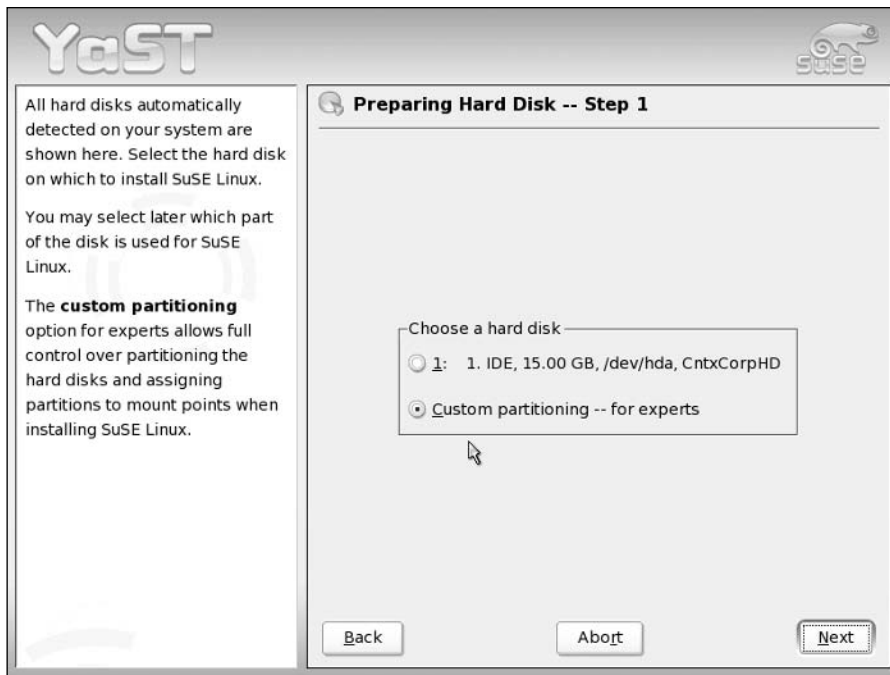 YaST
SuSE
All hard disks automatically
detected on your system are
shown here. Select the hard disk
on which to install SuSE Linux.
You may select later which part
of the disk is used for SuSE
Linux.
The custom partitioning
option for experts allows full
control over partitioning the
hard disks and assigning
partitions to mount points when
installing SuSE Linux.
Preparing Hard Disk -- Step 1
Choose a hard disk
1: 1. IDE, 15.00 GB, /dev/hda, CntxCorpHD
Custom partitioning -- for experts
Back
Abort
Next